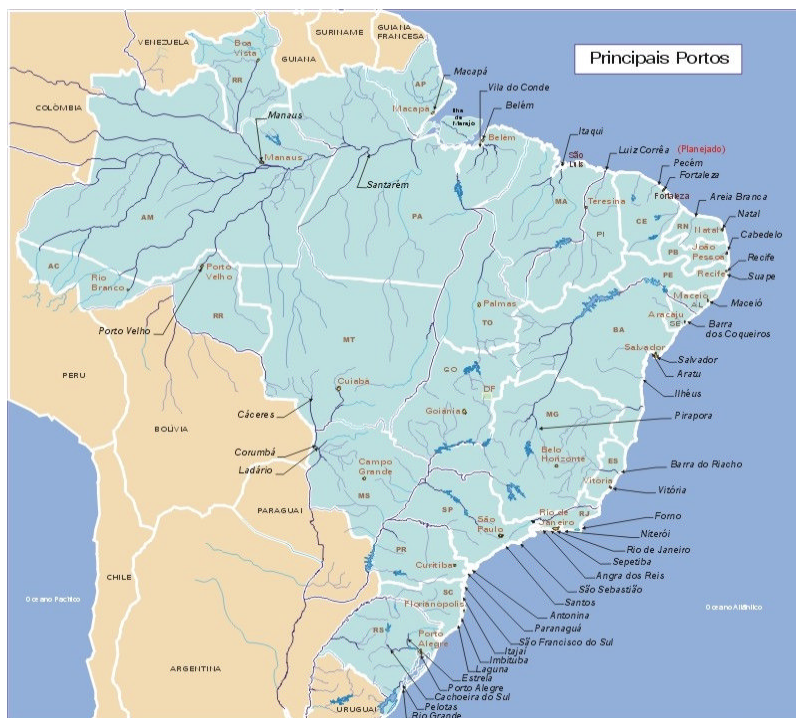 Principais Portos
SURINAME
GUIANA
FRANCESA
VENEZUELA
GUIANA
COLÔMBIA
Boa
Vista
RR
AP
Macapá
Macapá
Vila do Conde
Belém
Ilha
de
Marajo
Belém
Manaus
Manaus
Santarém
Itaqui
São
Luis
Luiz Corrêa
(Planejado)
Pecém
Fortaleza
Fortaleza
Areia Branca
Natal
Natal
Cabedelo
João
Pessoa
Recife
Recife
Suape
Teresina
AM
PA
MA
PI
CE
RN
PB
PE
AC
Rio
Branco
Porto
Velho
Porto Velho
RR
Maceió
AL
Maceió
Aracaju
SE
Barra
dos Coqueiros
Palmas
TO
BA
MT
Salvador
Salvador
Aratu
Ilhéus
PERU
BOLÍVIA
Cuiabá
GO
DF
Goiânia
MG
Pirapora
Cáceres
Corumbá
Ladário
Belo
Horizonte
ES
Barra do Riacho
Vitória
Vitória
Campo
Grande
MS
PARAGUAI
SP
São
Paulo
Rio de
Janeiro
RJ
Forno
Niterói
Rio de Janeiro
Sepetiba
Angra dos Reis
São Sebastião
Santos
PR
Curitiba
Antonina
Paranaguá
São Francisco do Sul
Itajaí
Imbituba
Laguna
SC
Florianopolis
RS
Porto
Alegre
Estrela
Porto Alegre
Cachoeira do Sul
Pelotas
Rio Grande
CHILE
ARGENTINA
URUGUAI
Oceano Pacífico
Oceano Atlântico